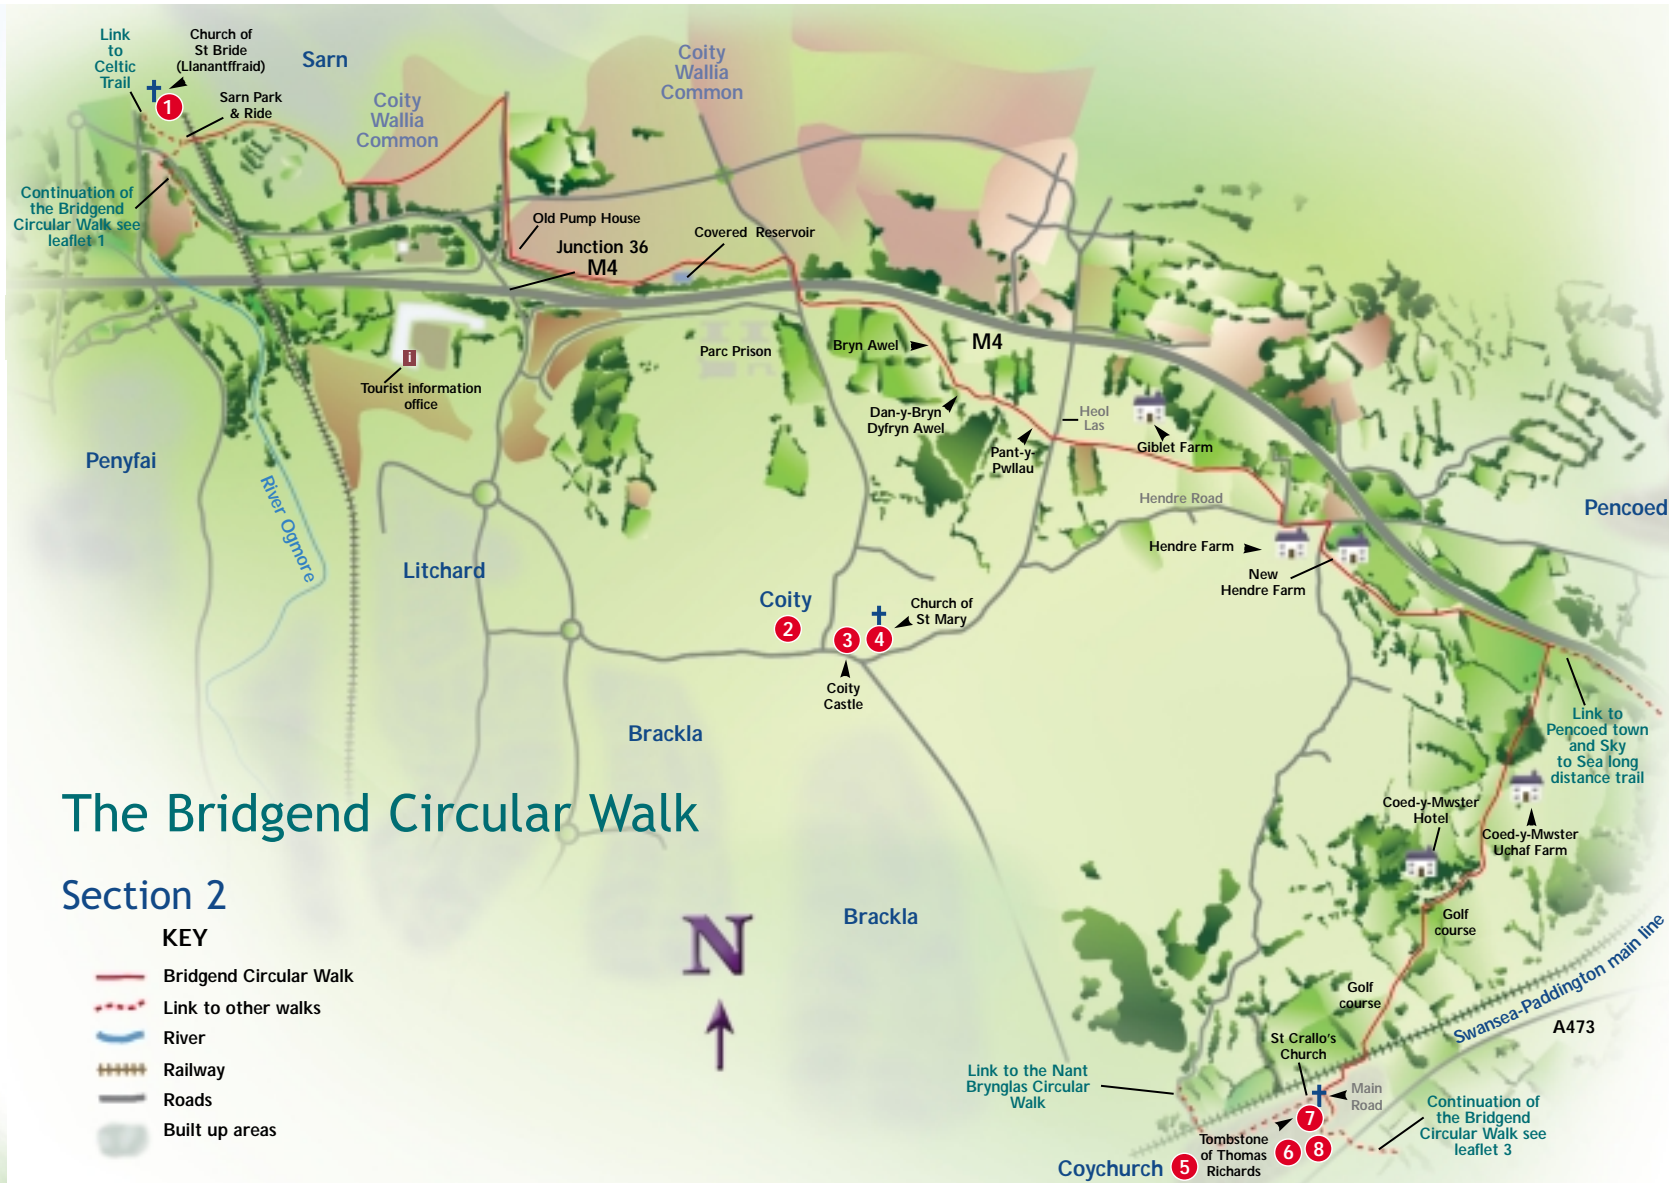 Link
to
Celtic
Trail
Church of
St Bride
(Llanantffraid)
Sarn
1
Sarn Park
& Ride
Coity
Wallia
Common
Coity
Wallia
Common
Continuation of
the Bridgend
Circular Walk see
leaflet 1
Old Pump House
Junction 36
M4
Covered Reservoir
i
Tourist information
office
Parc Prison
Bryn Awel
M4
Dan-y-Bryn
Dyfryn Awel
Heol
Las
Pant-y-
Pwllau
Giblet Farm
Penyfai
River Ogmore
Hendre Road
Pencoed
Hendre Farm
New
Hendre Farm
Litchard
Coity
2
3
4
Church of
St Mary
Coity
Castle
Brackla
Link to
Pencoed town
and Sky
to Sea long
distance trail
Coed-y-Mwster
Hotel
Coed-y-Mwster
Uchaf Farm
The Bridgend Circular Walk
Section 2
KEY
Bridgend Circular Walk
Link to other walks
River
Railway
Roads
Built up areas
N
Brackla
Golf
course
Golf
course
Swansea-Paddington main line
A473
St Crallo's
Church
Link to the Nant
Brynglas Circular
Walk
Main
Road
7
Continuation of
the Bridgend
Circular Walk see
leaflet 3
Tombstone
of Thomas
Richards
6
8
Coychurch
5